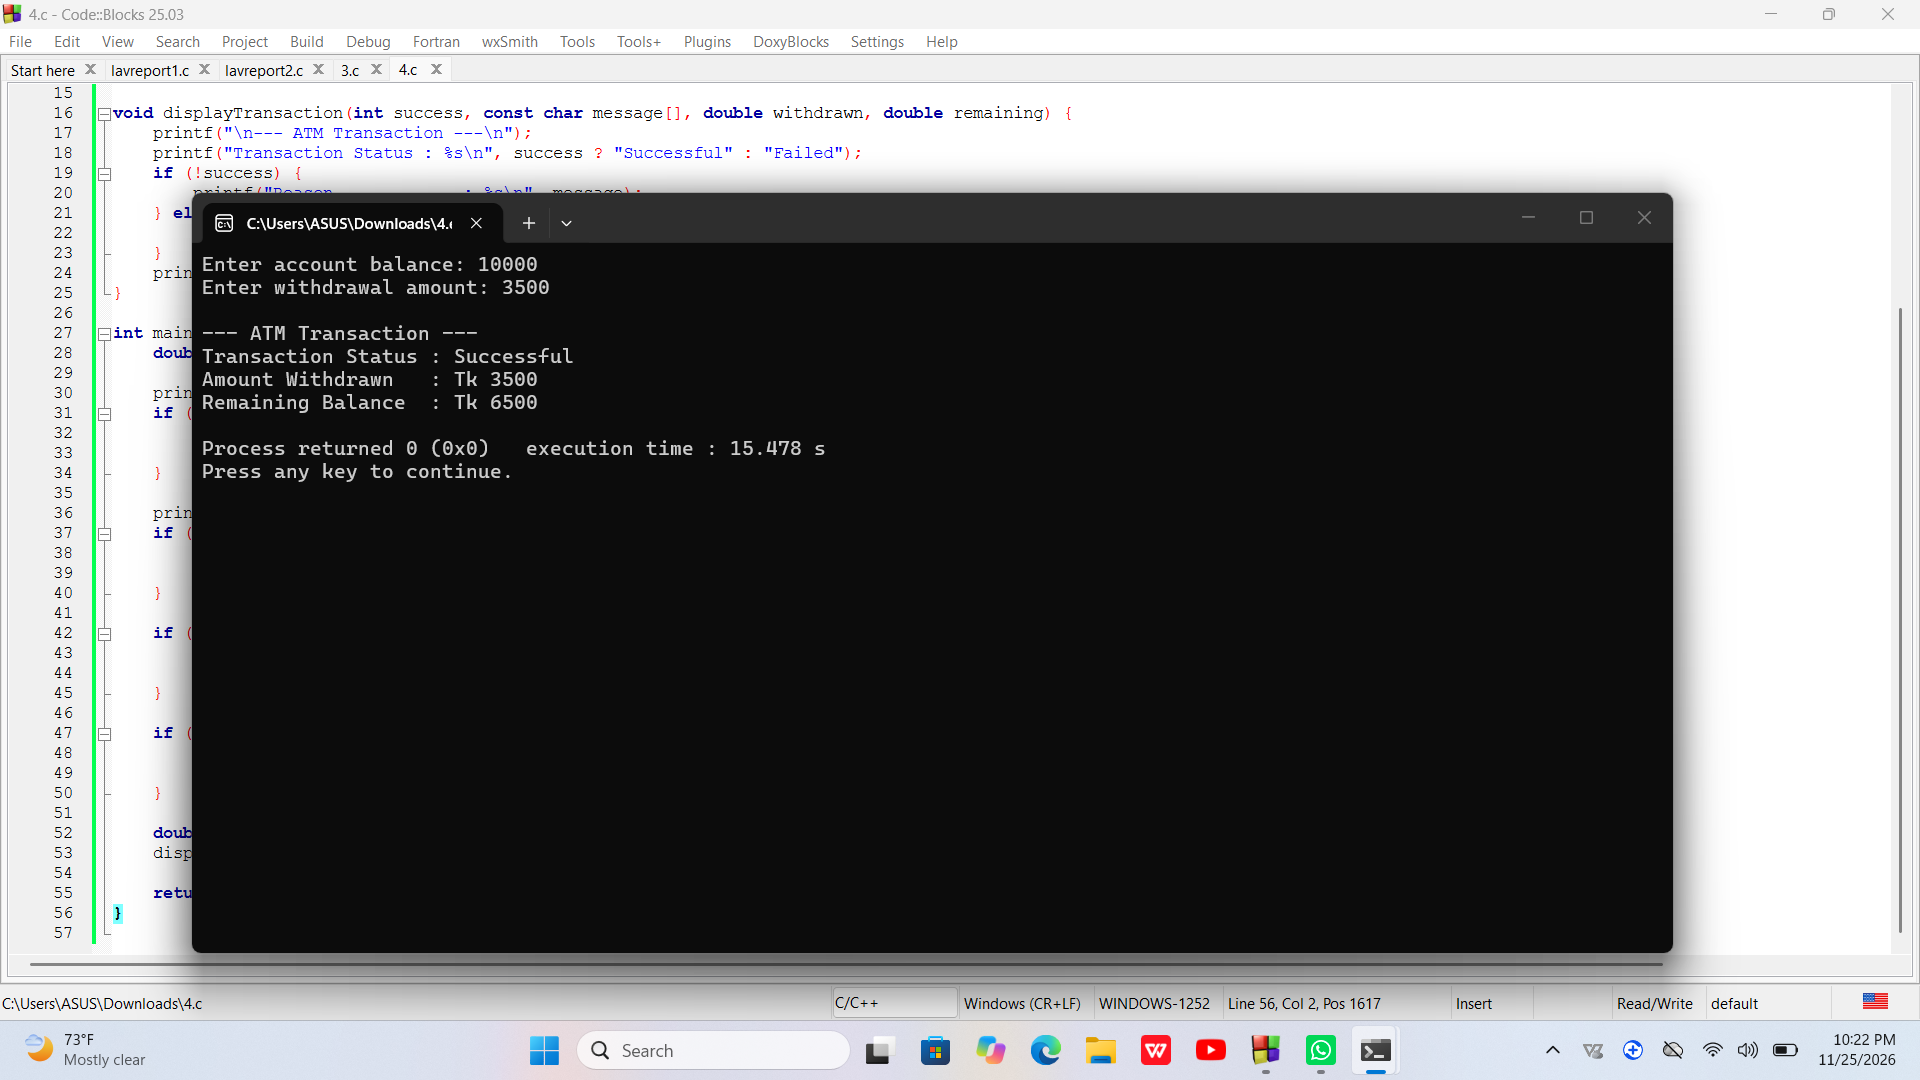 4.c - Code::Blocks 25.03
File Edit View Search Project Build Debug Fortran wxSmith Tools Tools+ Plugins DoxyBlocks Settings Help
Start here lavreport1.c lavreport2.c 3.c 4.c
15
16 void displayTransaction(int success, const char message[], double withdrawn, double remaining) {
17 printf("\n--- ATM Transaction ---\n");
18 printf("Transaction Status : %s\n", success ? "Successful" : "Failed");
19 if (!success) {
20 printf("Reason : %s\n", message);
21 } el
22
23 }
24 prin
25 }
26
27 int main
28 doub
29
30 prin
31 if (
32
33
34 }
35
36 prin
37 if (
38
39
40 }
41
42 if (
43
44
45 }
46
47 if (
48
49
50 }
51
52 doub
53 disp
54
55 retu
56 }
57
C:\Users\ASUS\Downloads\4.
Enter account balance: 10000
Enter withdrawal amount: 3500
--- ATM Transaction ---
Transaction Status : Successful
Amount Withdrawn : Tk 3500
Remaining Balance : Tk 6500
Process returned 0 (0x0) execution time : 15.478 s
Press any key to continue.
C:\Users\ASUS\Downloads\4.c C/C++ Windows (CR+LF) WINDOWS-1252 Line 56, Col 2, Pos 1617 Insert Read/Write default
73°F
Mostly clear
Search
10:22 PM
11/25/2026